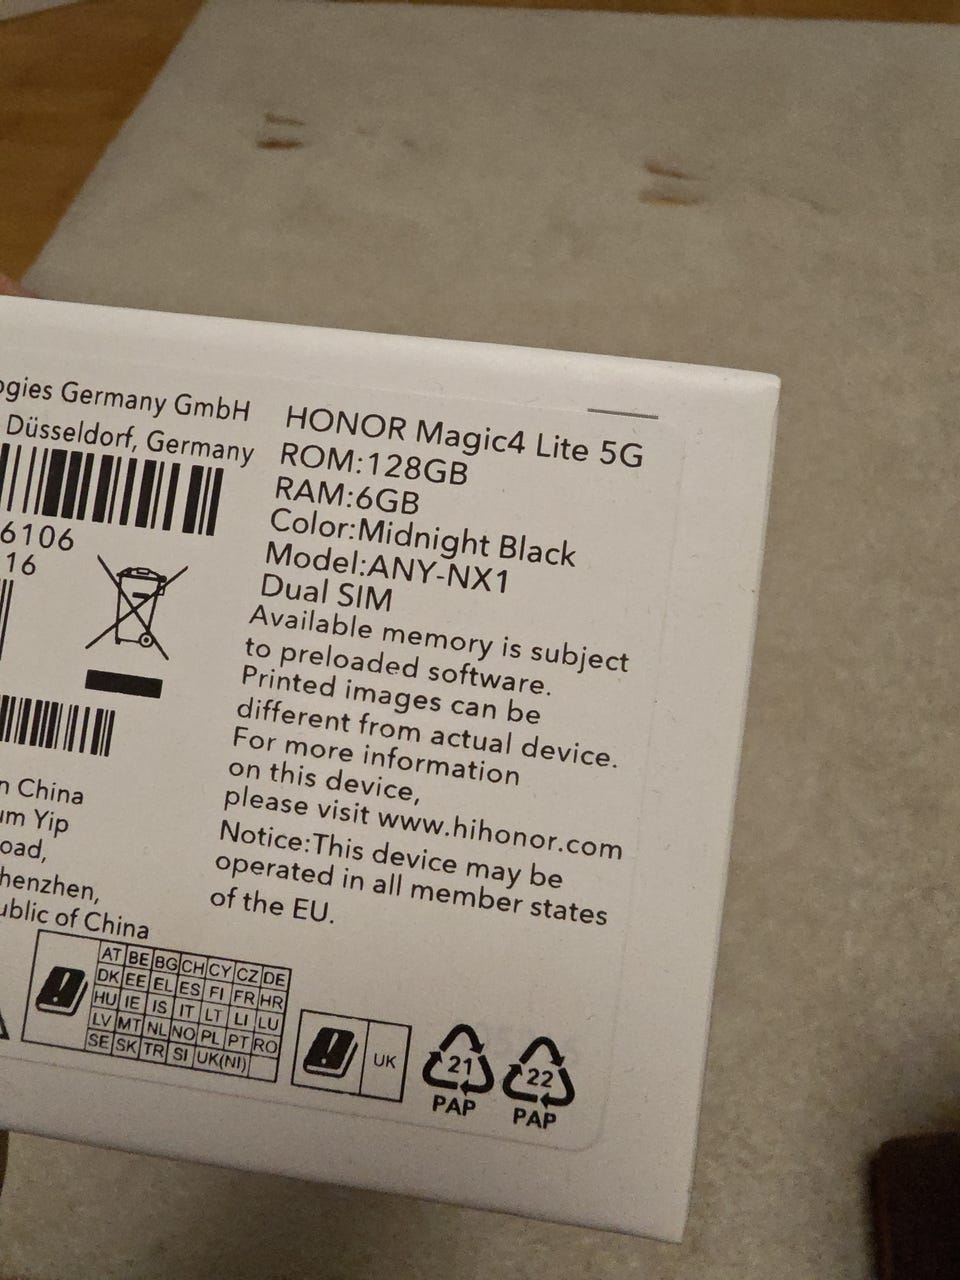 Germany GmbH
Düsseldorf, Germany
6106
16
China
Yip
of China
HONOR Magic4 Lite 5G
ROM:128GB
RAM:6GB
Color:Midnight Black
Model:ANY-NX1
Dual SIM
Available memory is subject
to preloaded software.
Printed images can be
different from actual device.
For more information
on this device,
please visit www.hihonor.com
Notice:This device may be
operated in all member states
of the EU.
AT BE BG CH CY CZ DE
DK EE EL ES FI FR HR
HU IE IS IT LT LI LU
LV MT NL NO PL PT RO
SE SK TR SI UK(NI)
UK
21
PAP
22
PAP